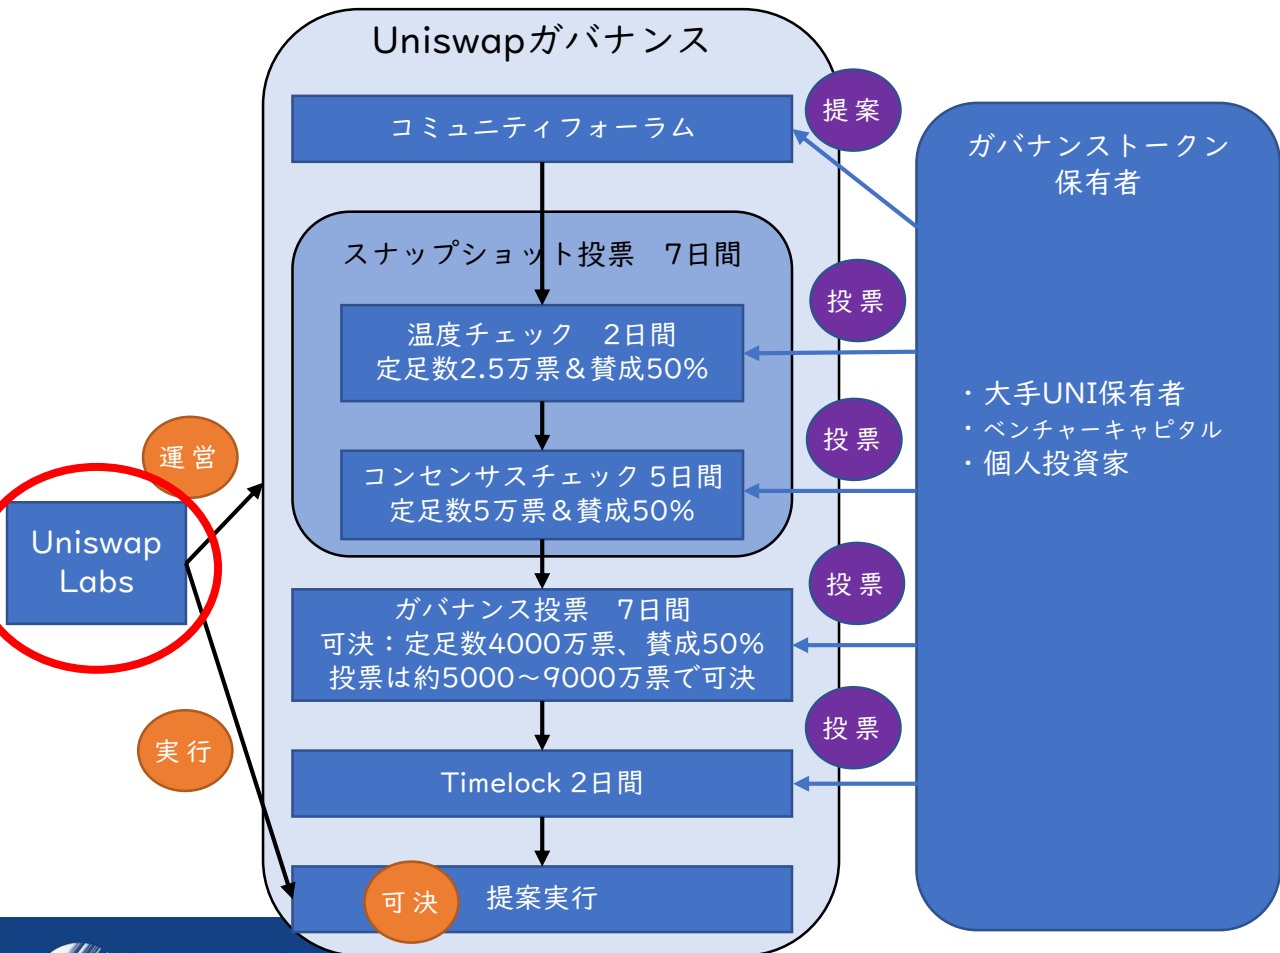 Uniswapガバナンス
コミュニティフォーラム
提案
ガバナンストークン
保有者
スナップショット投票　7日間
温度チェック　2日間
定足数2.5万票＆賛成50%
投票
・大手UNI保有者
・ベンチャーキャピタル
・個人投資家
運営
コンセンサスチェック 5日間
定足数5万票＆賛成50%
投票
Uniswap
Labs
ガバナンス投票　7日間
可決：定足数4000万票、賛成50%
投票は約5000～9000万票で可決
投票
実行
Timelock 2日間
投票
可決
提案実行